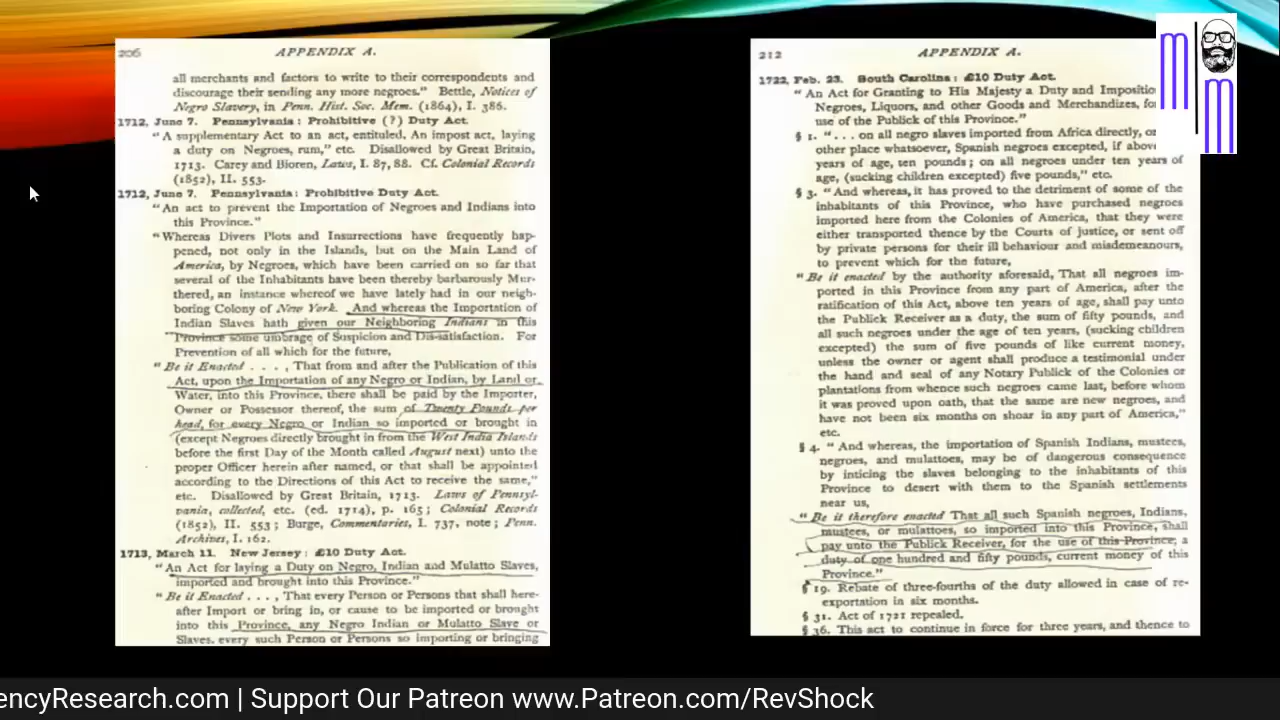 206
APPENDIX A.
all merchants and factors to write to their correspondents and
discourage their sending any more negroes." Bettle, Notices of
Negro Slavery, in Penn. Hist. Soc. Mem. (1864), I. 386.
1712, June 7. Pennsylvania: Prohibitive (?) Duty Act.
"A supplementary Act to an act, entituled, An impost act, laying
a duty on Negroes, rum," etc. Disallowed by Great Britain,
1713. Carey and Bioren, Laws, I. 87, 88. Cf. Colonial Records
(1852), II. 553.
1712, June 7. Pennsylvania: Prohibitive Duty Act.
"An act to prevent the Importation of Negroes and Indians into
this Province."
"Whereas Divers Plots and Insurrections have frequently hap-
pened, not only in the Islands, but on the Main Land of
America, by Negroes, which have been carried on so far that
several of the Inhabitants have been thereby barbarously Mur-
thered, an instance whereof we have lately had in our neigh-
boring Colony of New York. And whereas the Importation of
Indian Slaves hath given our Neighboring Indians in this
Province some umbrage of Suspicion and Dis-satisfaction. For
Prevention of all which for the future,
"Be it Enacted . . . , That from and after the Publication of this
Act, upon the Importation of any Negro or Indian, by Land or
Water, into this Province, there shall be paid by the Importer,
Owner or Possessor thereof, the sum of Twenty Pounds per
head, for every Negro or Indian so imported or brought in
(except Negroes directly brought in from the West India Islands
before the first Day of the Month called August next) unto the
proper Officer herein after named, or that shall be appointed
according to the Directions of this Act to receive the same,"
etc. Disallowed by Great Britain, 1713. Laws of Pennsyl-
vania, collected, etc. (ed. 1714), p. 165; Colonial Records
(1852), II. 553; Burge, Commentaries, I. 737, note; Penn.
Archives, I. 162.
1713, March 11. New Jersey: £10 Duty Act.
"An Act for laying a Duty on Negro, Indian and Mulatto Slaves,
imported and brought into this Province."
"Be it Enacted . . . , That every Person or Persons that shall here-
after Import or bring in, or cause to be imported or brought
into this Province, any Negro Indian or Mulatto Slave or
Slaves, every such Person or Persons so importing or bringing
212
APPENDIX A.
1722, Feb. 23. South Carolina: £10 Duty Act.
"An Act for Granting to His Majesty a Duty and Impositio
Negroes, Liquors, and other Goods and Merchandizes, fo
use of the Publick of this Province."
§ 1. ". . . on all negro slaves imported from Africa directly, or
other place whatsoever, Spanish negroes excepted, if above
years of age, ten pounds; on all negroes under ten years of
age, (sucking children excepted) five pounds," etc.
§ 3. "And whereas, it has proved to the detriment of some of the
inhabitants of this Province, who have purchased negroes
imported here from the Colonies of America, that they were
either transported thence by the Courts of justice, or sent off
by private persons for their ill behaviour and misdemeanours,
to prevent which for the future,
"Be it enacted by the authority aforesaid, That all negroes im-
ported in this Province from any part of America, after the
ratification of this Act, above ten years of age, shall pay unto
the Publick Receiver as a duty, the sum of fifty pounds, and
all such negroes under the age of ten years, (sucking children
excepted) the sum of five pounds of like current money,
unless the owner or agent shall produce a testimonial under
the hand and seal of any Notary Publick of the Colonies or
plantations from whence such negroes came last, before whom
it was proved upon oath, that the same are new negroes, and
have not been six months on shoar in any part of America,"
etc.
§ 4. "And whereas, the importation of Spanish Indians, mustees,
negroes, and mulattoes, may be of dangerous consequence
by inticing the slaves belonging to the inhabitants of this
Province to desert with them to the Spanish settlements
near us,
"Be it therefore enacted That all such Spanish negroes, Indians,
mustees, or mulattoes, so imported into this Province, shall
pay unto the Publick Receiver, for the use of this Province, a
duty of one hundred and fifty pounds, current money of this
Province."
§ 19. Rebate of three-fourths of the duty allowed in case of re-
exportation in six months.
§ 31. Act of 1721 repealed.
§ 36. This act to continue in force for three years, and thence to
m m
encyResearch.com | Support Our Patreon www.Patreon.com/RevShock